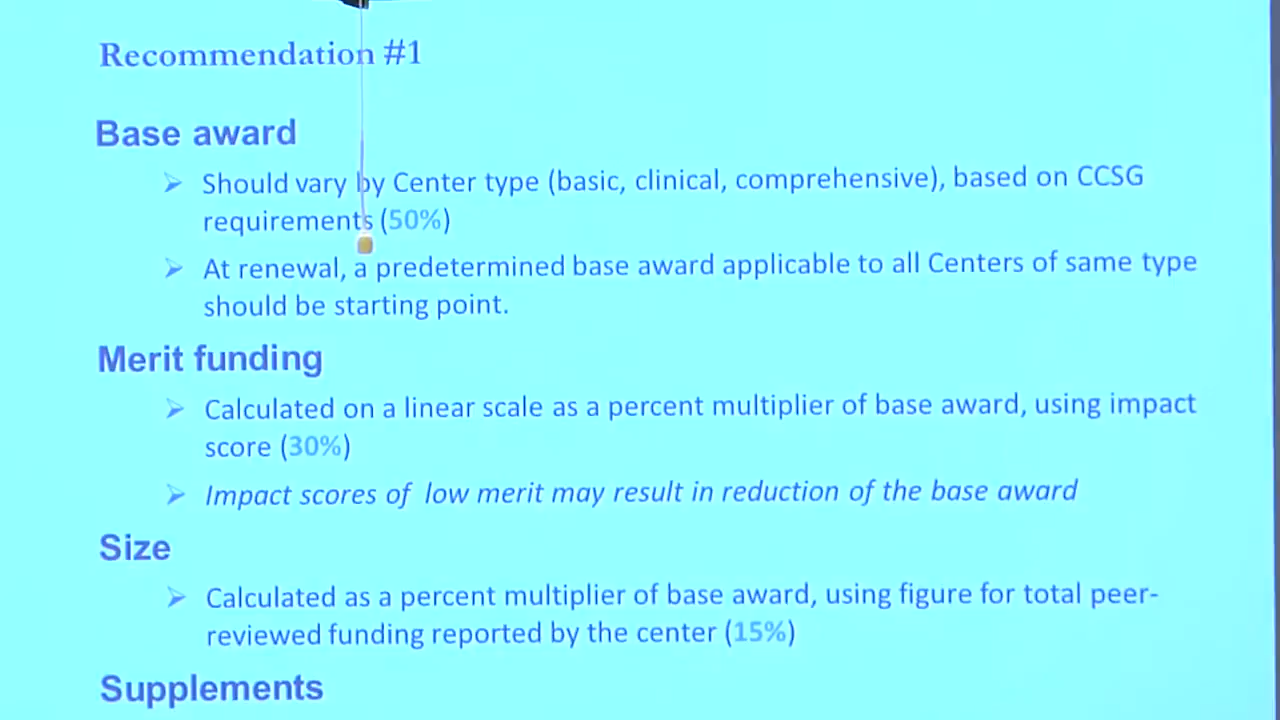 Recommendation #1
Base award
➢ Should vary by Center type (basic, clinical, comprehensive), based on CCSG
requirements (50%)
➢ At renewal, a predetermined base award applicable to all Centers of same type
should be starting point.
Merit funding
➢ Calculated on a linear scale as a percent multiplier of base award, using impact
score (30%)
➢ Impact scores of low merit may result in reduction of the base award
Size
➢ Calculated as a percent multiplier of base award, using figure for total peer-
reviewed funding reported by the center (15%)
Supplements